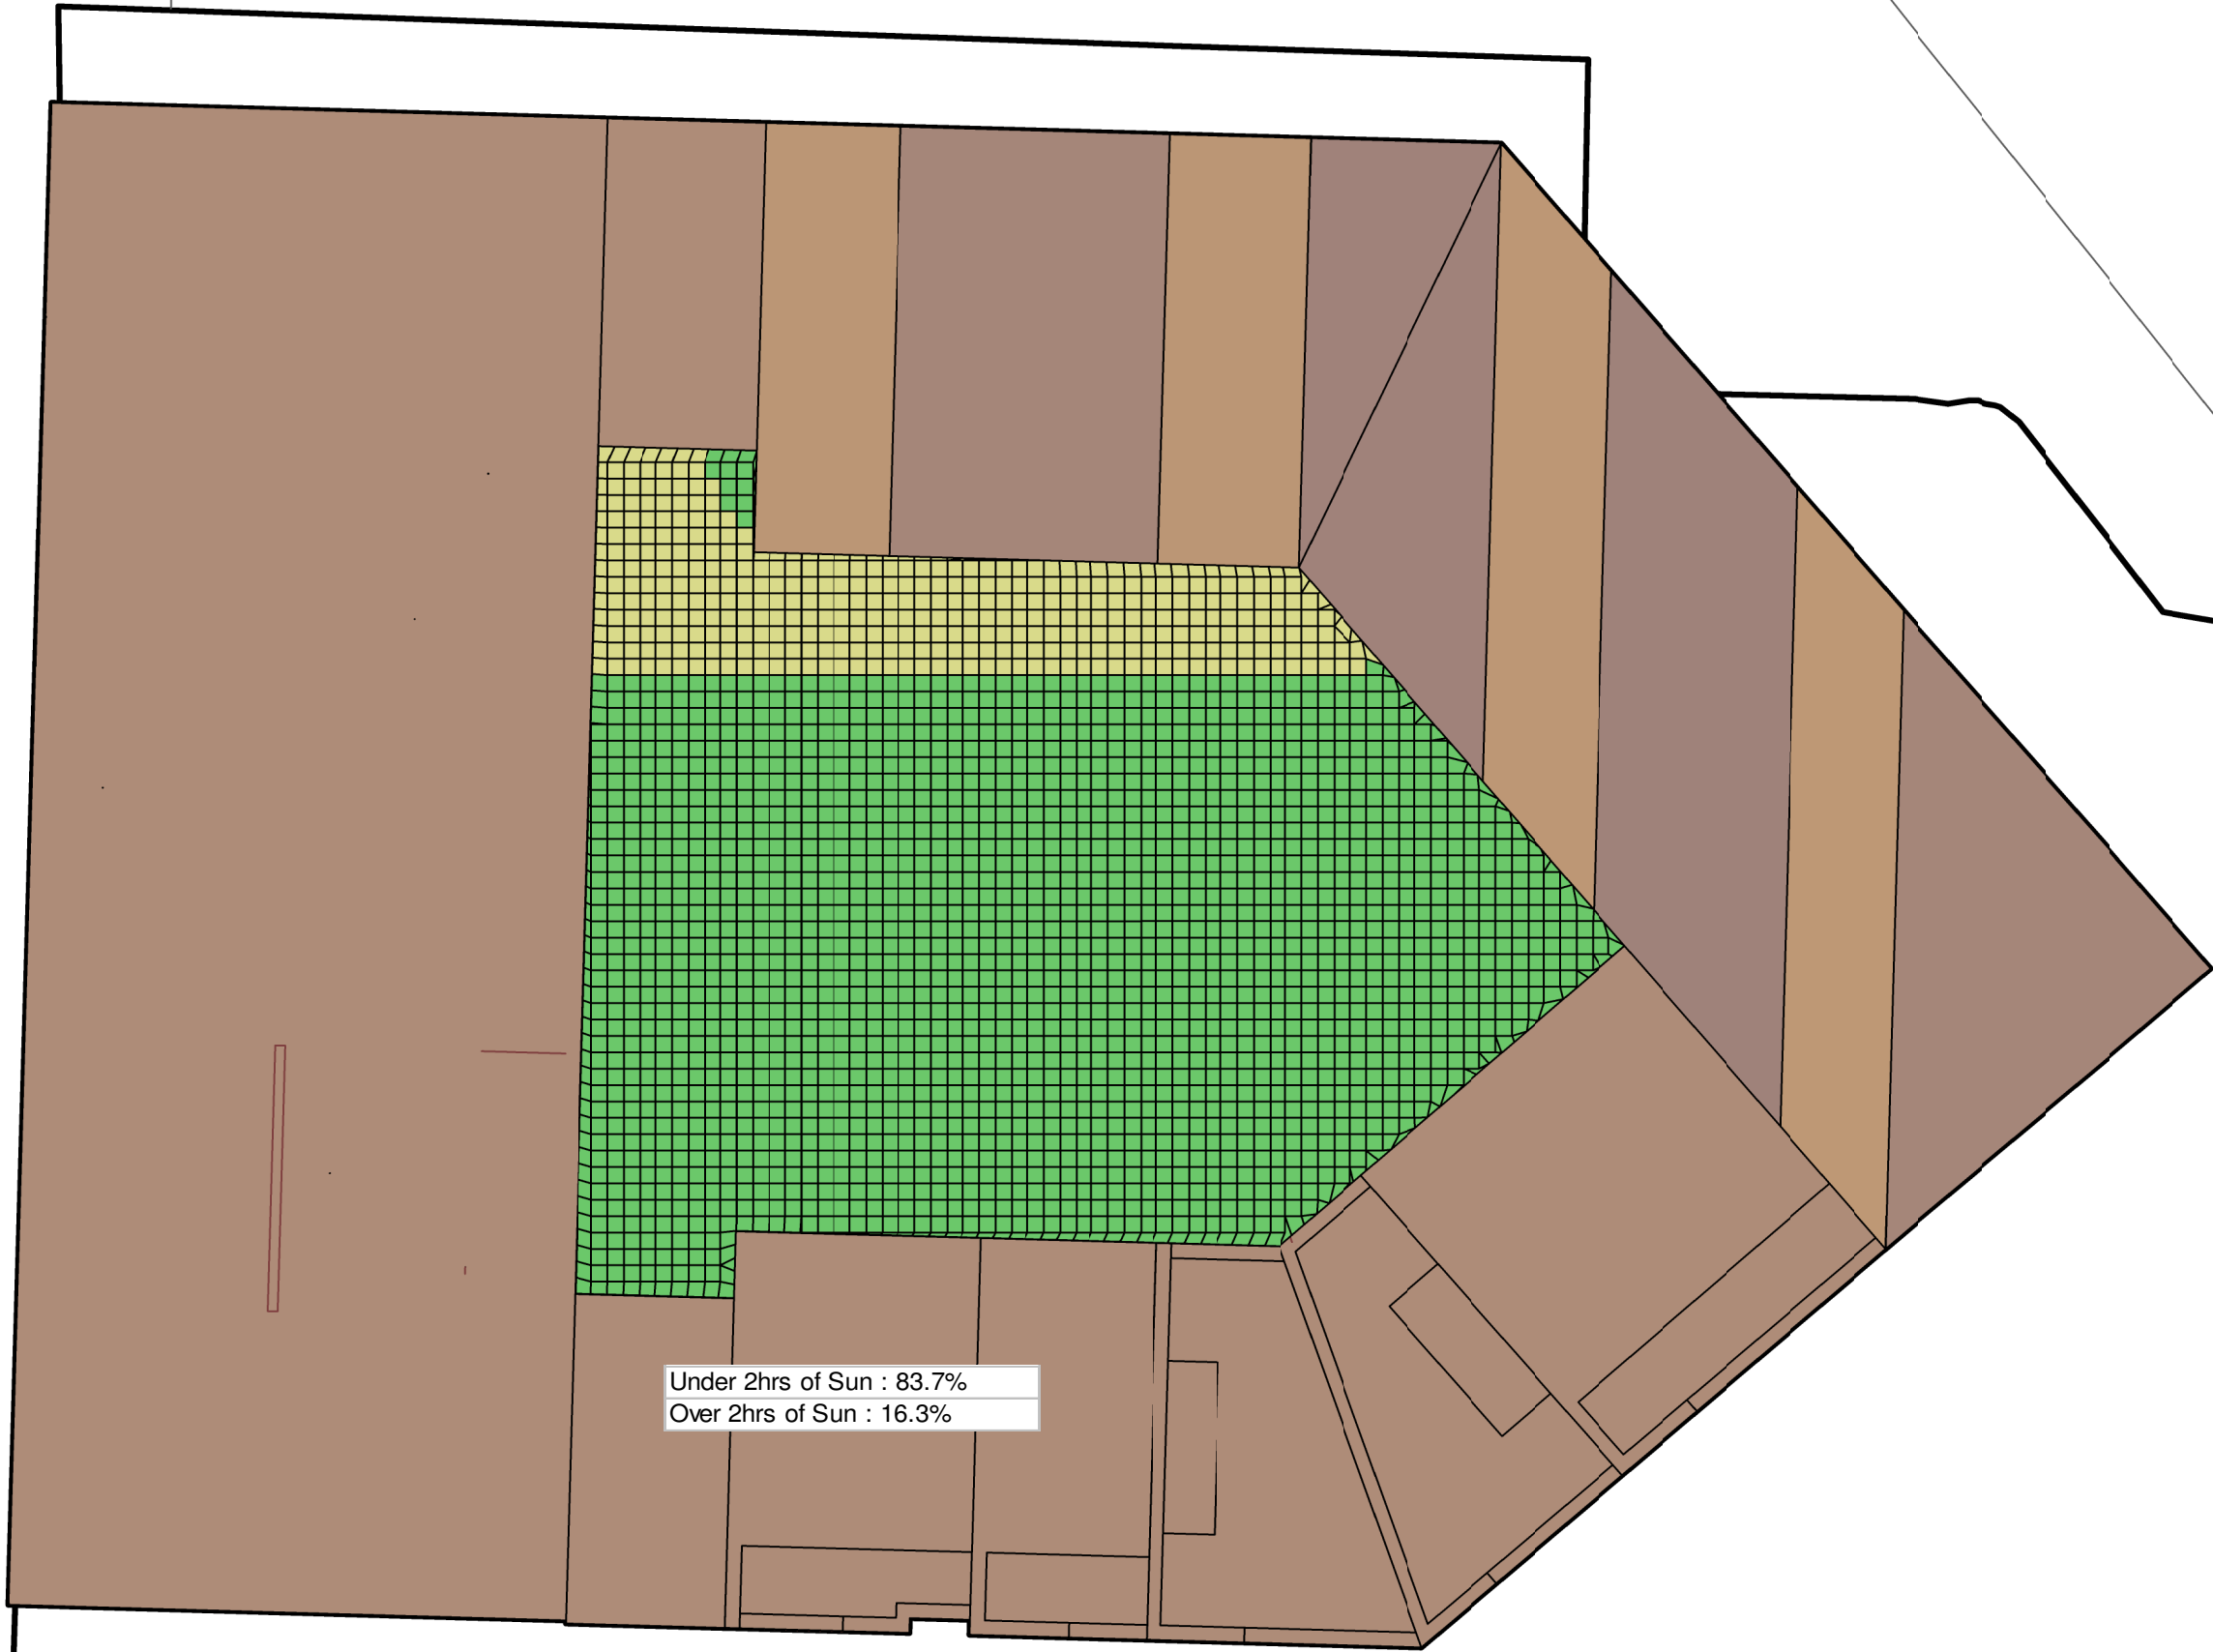 Under 2hrs of Sun : 83.7%
Over 2hrs of Sun : 16.3%